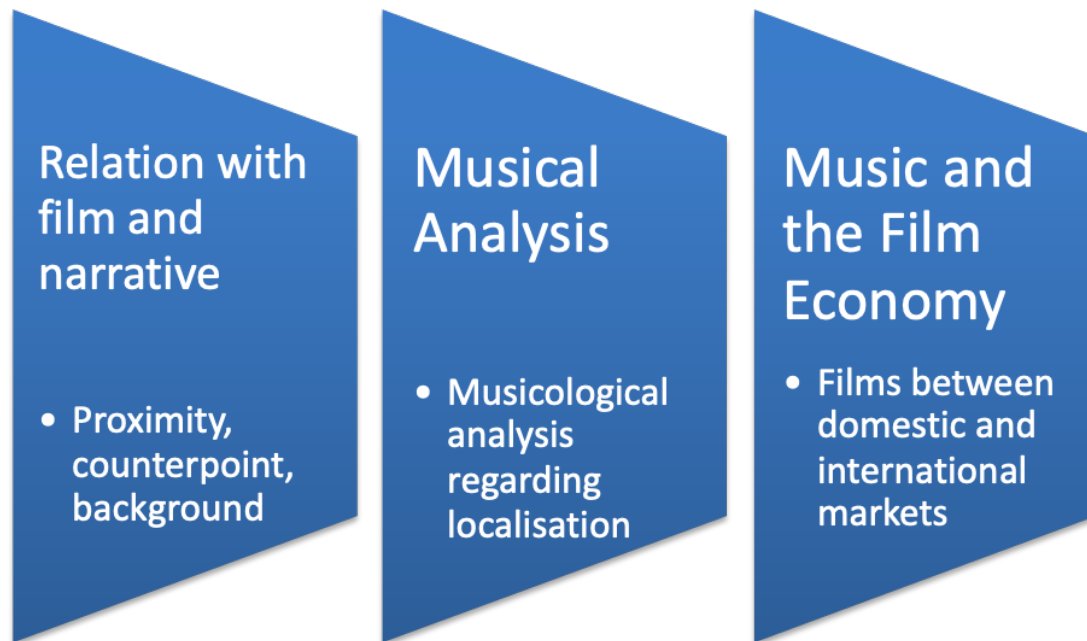 Relation with
film and
narrative
• Proximity,
counterpoint,
background
Musical
Analysis
• Musicological
analysis
regarding
localisation
Music and
the Film
Economy
• Films between
domestic and
international
markets